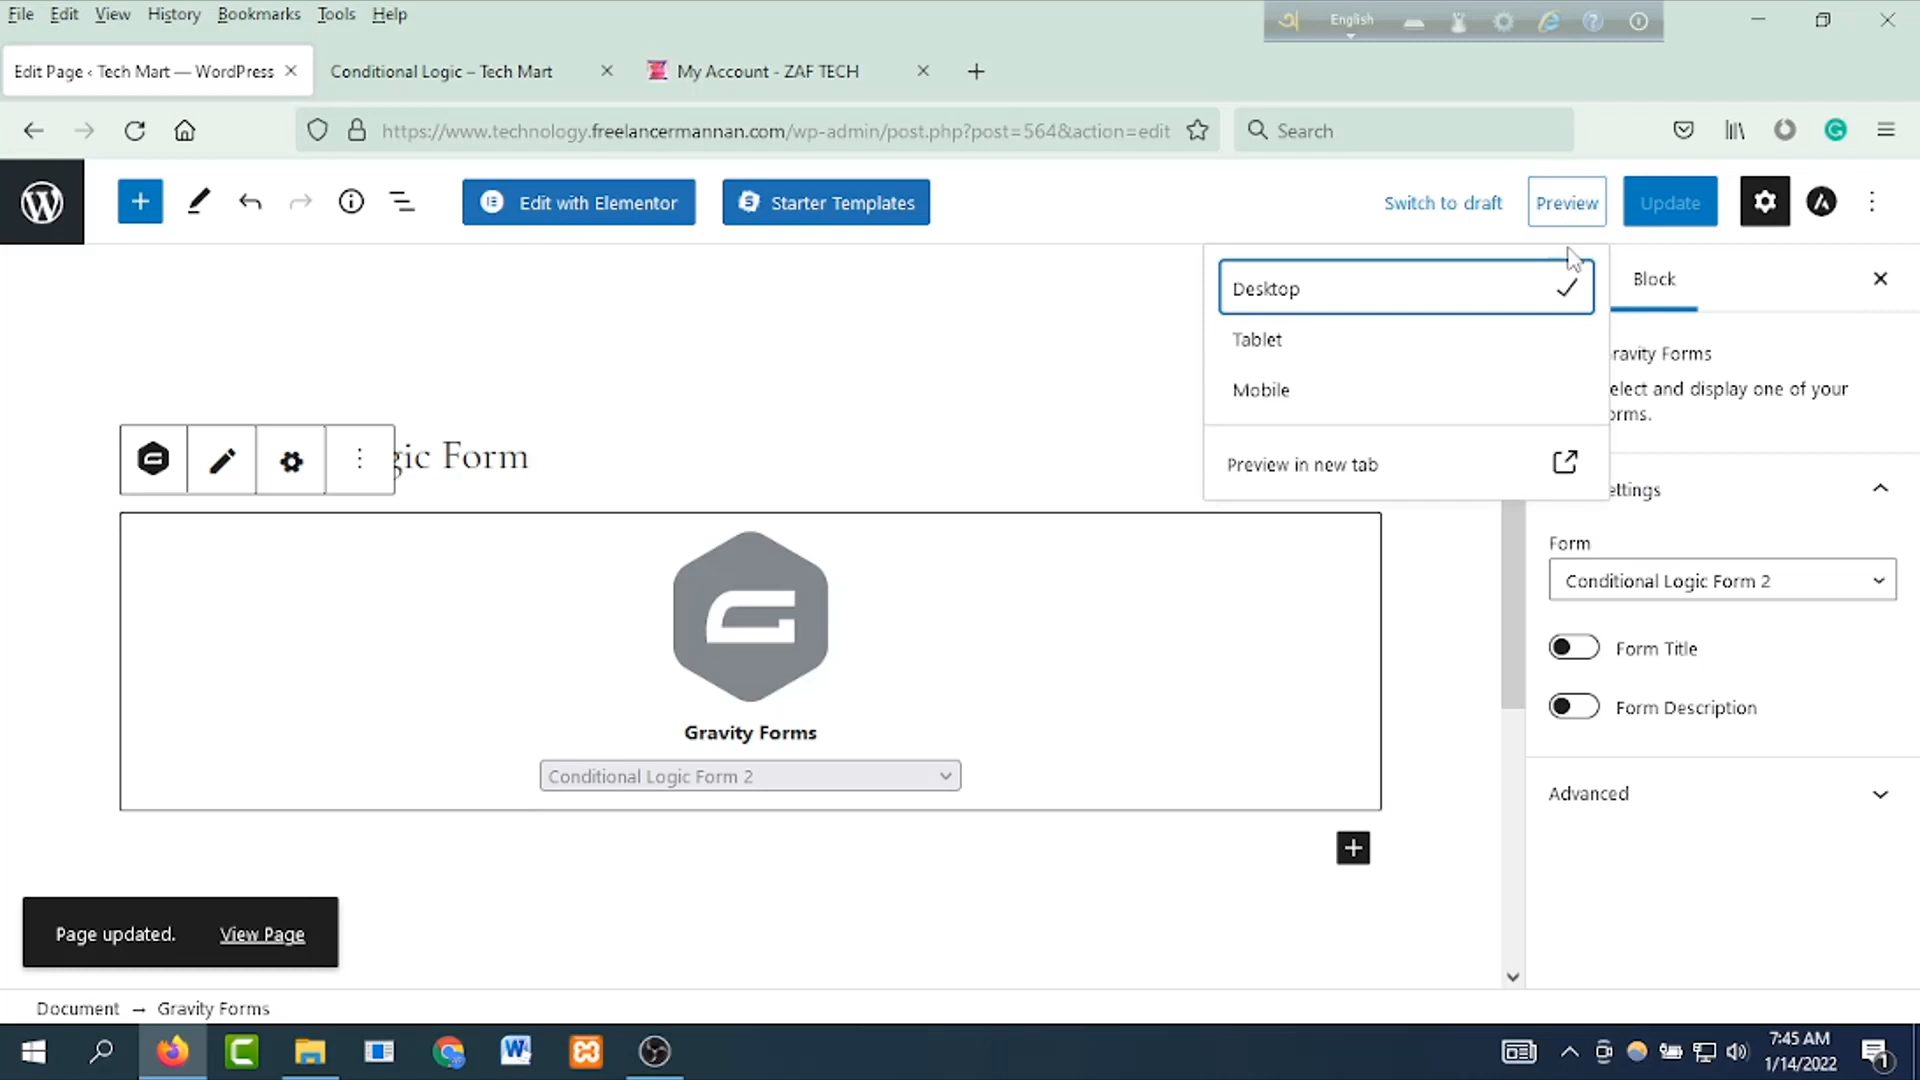 File Edit View History Bookmarks Tools Help
English
Edit Page ‹ Tech Mart — WordPress
Conditional Logic – Tech Mart
My Account - ZAF TECH
https://www.technology.freelancermannan.com/wp-admin/post.php?post=564&action=edit
Search
Edit with Elementor
Starter Templates
Switch to draft
Preview
Update
Desktop
Tablet
Mobile
Preview in new tab
Block
ravity Forms
elect and display one of your
orms.
gic Form
ettings
Form
Conditional Logic Form 2
Form Title
Form Description
Advanced
Gravity Forms
Conditional Logic Form 2
Page updated. View Page
Document → Gravity Forms
7:45 AM
1/14/2022
1